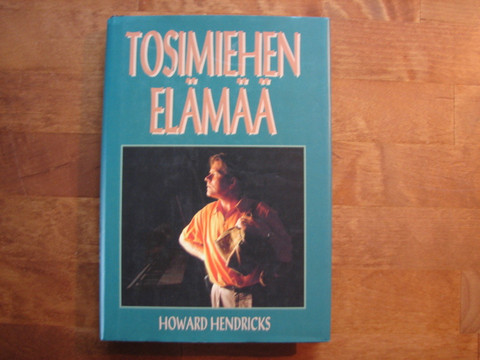 TOSIMIEHEN
ELÄMÄÄ
HOWARD HENDRICKS